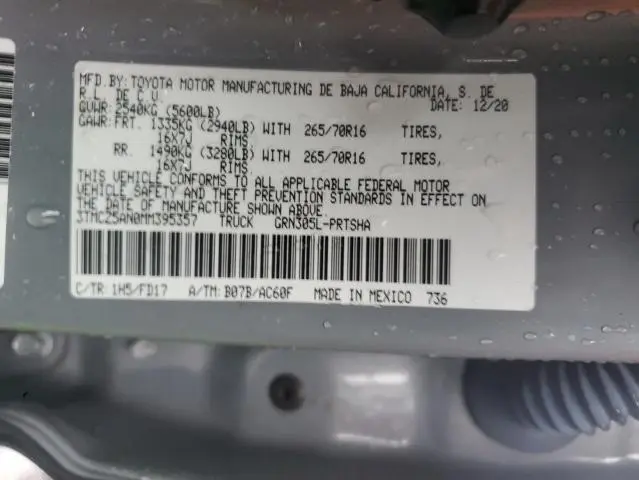 MFD.BY: TOYOTA MOTOR MANUFACTURING DE BAJA CALIFORNIA, S. DE
R.L. DE C.V. DATE: 12/20
GVWR: 2540KG (5600LB)
GAWR: FRT. 1335KG (2940LB) WITH 265/70R16 TIRES,
16X7J RIMS.
RR. 1490KG (3280LB) WITH 265/70R16 TIRES,
16X7J RIMS.
THIS VEHICLE CONFORMS TO ALL APPLICABLE FEDERAL MOTOR
VEHICLE SAFETY AND THEFT PREVENTION STANDARDS IN EFFECT ON
THE DATE OF MANUFACTURE SHOWN ABOVE.
3TMCZ5AN0MM395357 TRUCK GRN305L-PRTSHA
C/TR: 1H5/FD17 A/TM: B07B/AC60F MADE IN MEXICO 736